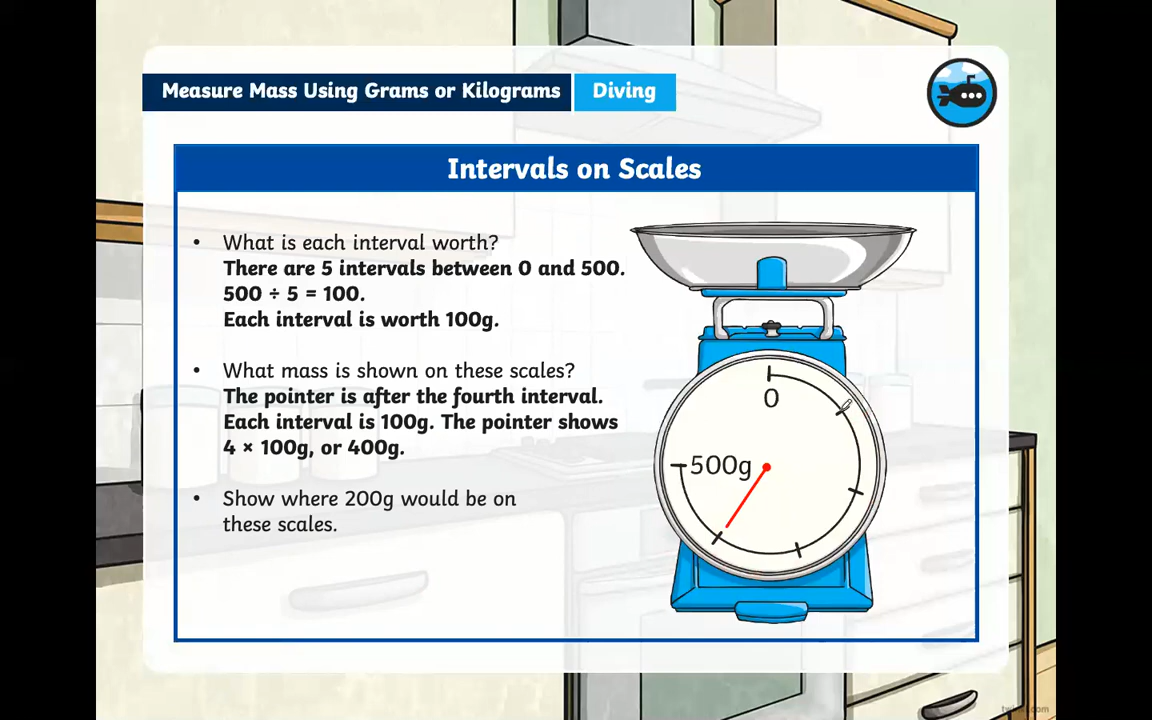 Measure Mass Using Grams or Kilograms Diving
Intervals on Scales
• What is each interval worth?
There are 5 intervals between 0 and 500.
500 ÷ 5 = 100.
Each interval is worth 100g.
• What mass is shown on these scales?
The pointer is after the fourth interval.
Each interval is 100g. The pointer shows
4 × 100g, or 400g.
• Show where 200g would be on
these scales.
0
500g